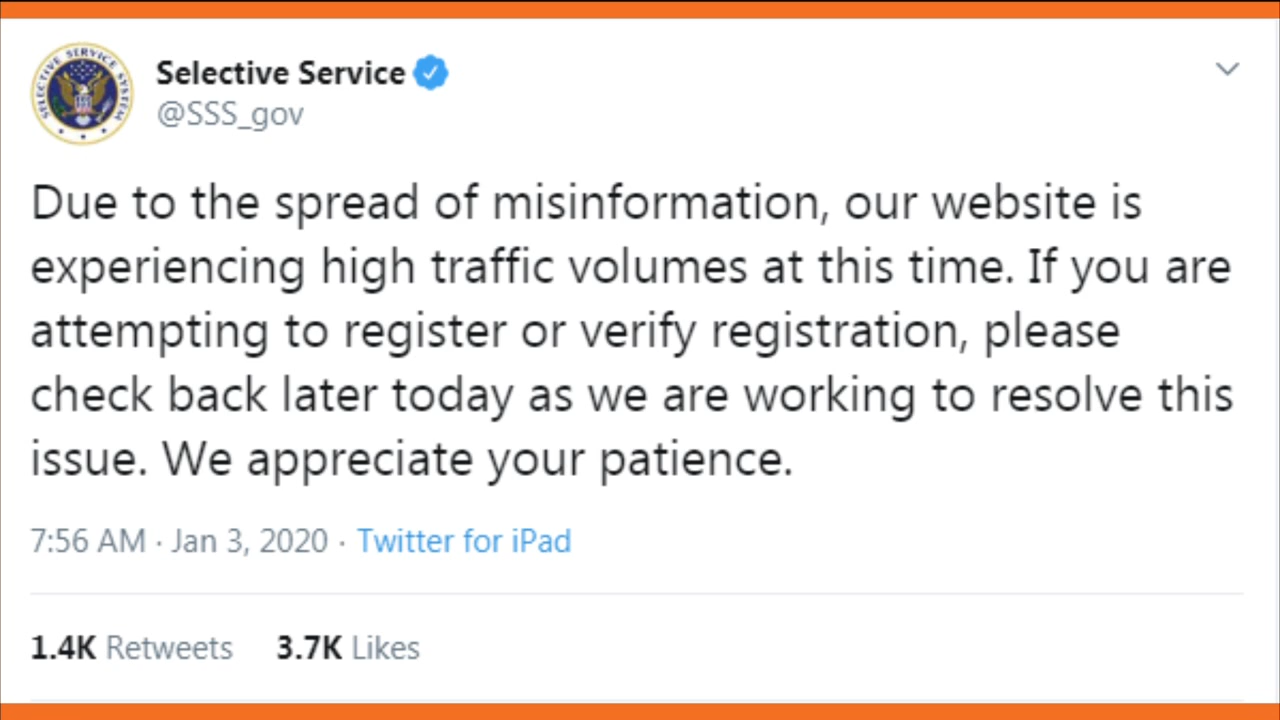 SELECTIVE SERVICE SYSTEM
Selective Service
@SSS_gov
Due to the spread of misinformation, our website is
experiencing high traffic volumes at this time. If you are
attempting to register or verify registration, please
check back later today as we are working to resolve this
issue. We appreciate your patience.
7:56 AM · Jan 3, 2020 · Twitter for iPad
1.4K Retweets 3.7K Likes